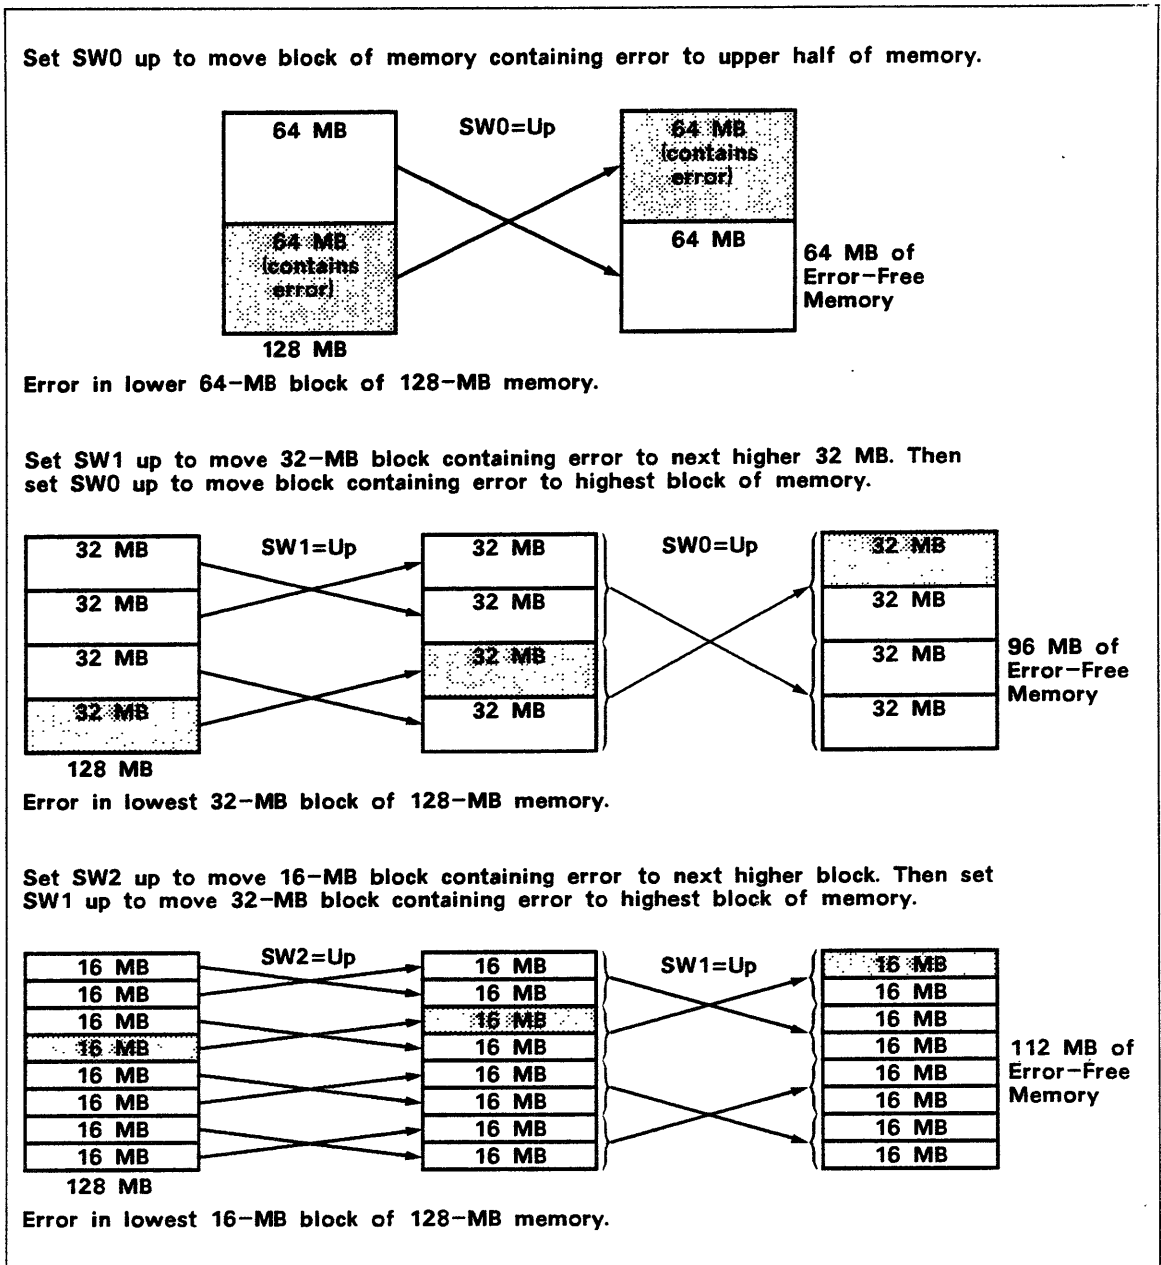 Set SW0 up to move block of memory containing error to upper half of memory.
64 MB
SW0=Up
64 MB
(contains
error)
64 MB
(contains
error)
64 MB
64 MB of
Error-Free
Memory
128 MB
Error in lower 64-MB block of 128-MB memory.
Set SW1 up to move 32-MB block containing error to next higher 32 MB. Then
set SW0 up to move block containing error to highest block of memory.
32 MB
32 MB
32 MB
32 MB
128 MB
SW1=Up
32 MB
32 MB
32 MB
32 MB
SW0=Up
32 MB
32 MB
32 MB
32 MB
96 MB of
Error-Free
Memory
Error in lowest 32-MB block of 128-MB memory.
Set SW2 up to move 16-MB block containing error to next higher block. Then set
SW1 up to move 32-MB block containing error to highest block of memory.
16 MB
16 MB
16 MB
16 MB
16 MB
16 MB
16 MB
16 MB
128 MB
SW2=Up
16 MB
16 MB
16 MB
16 MB
16 MB
16 MB
16 MB
16 MB
SW1=Up
16 MB
16 MB
16 MB
16 MB
16 MB
16 MB
16 MB
16 MB
112 MB of
Error-Free
Memory
Error in lowest 16-MB block of 128-MB memory.